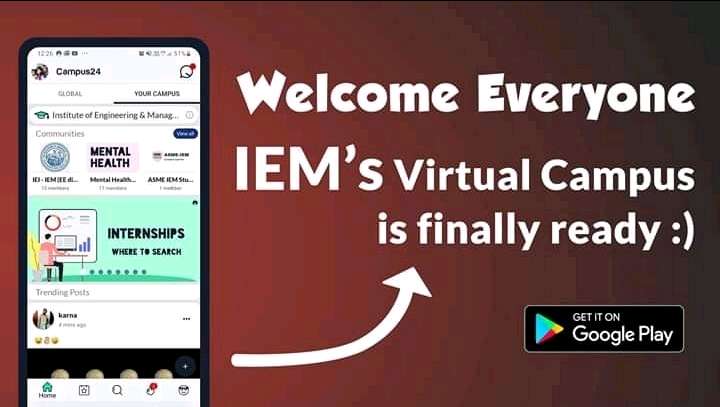 12:26
51%
Campus24
GLOBAL
YOUR CAMPUS
Institute of Engineering & Manag...
Communities
View all
MENTAL
HEALTH
ASME-IEM
IEI - IEM [EE di...
Mental Health...
ASME IEM Stu...
13 members
11 members
1 member
INTERNSHIPS
WHERE TO SEARCH
Trending Posts
karna
4 mins ago
Home
Welcome Everyone
IEM's Virtual Campus
is finally ready :)
GET IT ON
Google Play